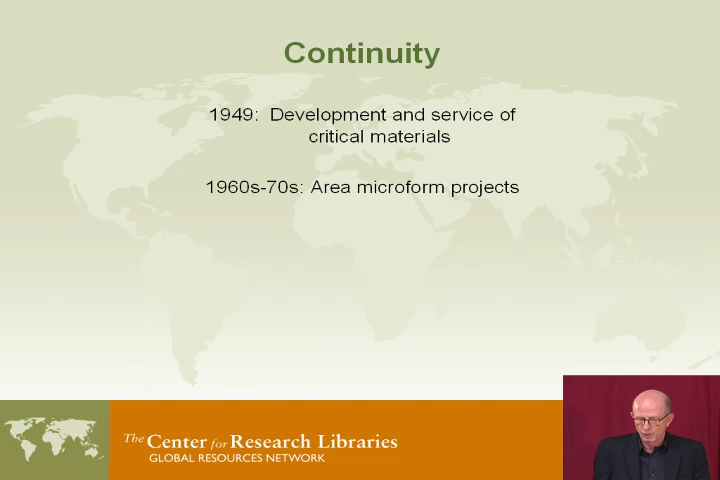 Continuity
1949: Development and service of
critical materials
1960s-70s: Area microform projects
The Center for Research Libraries
GLOBAL RESOURCES NETWORK